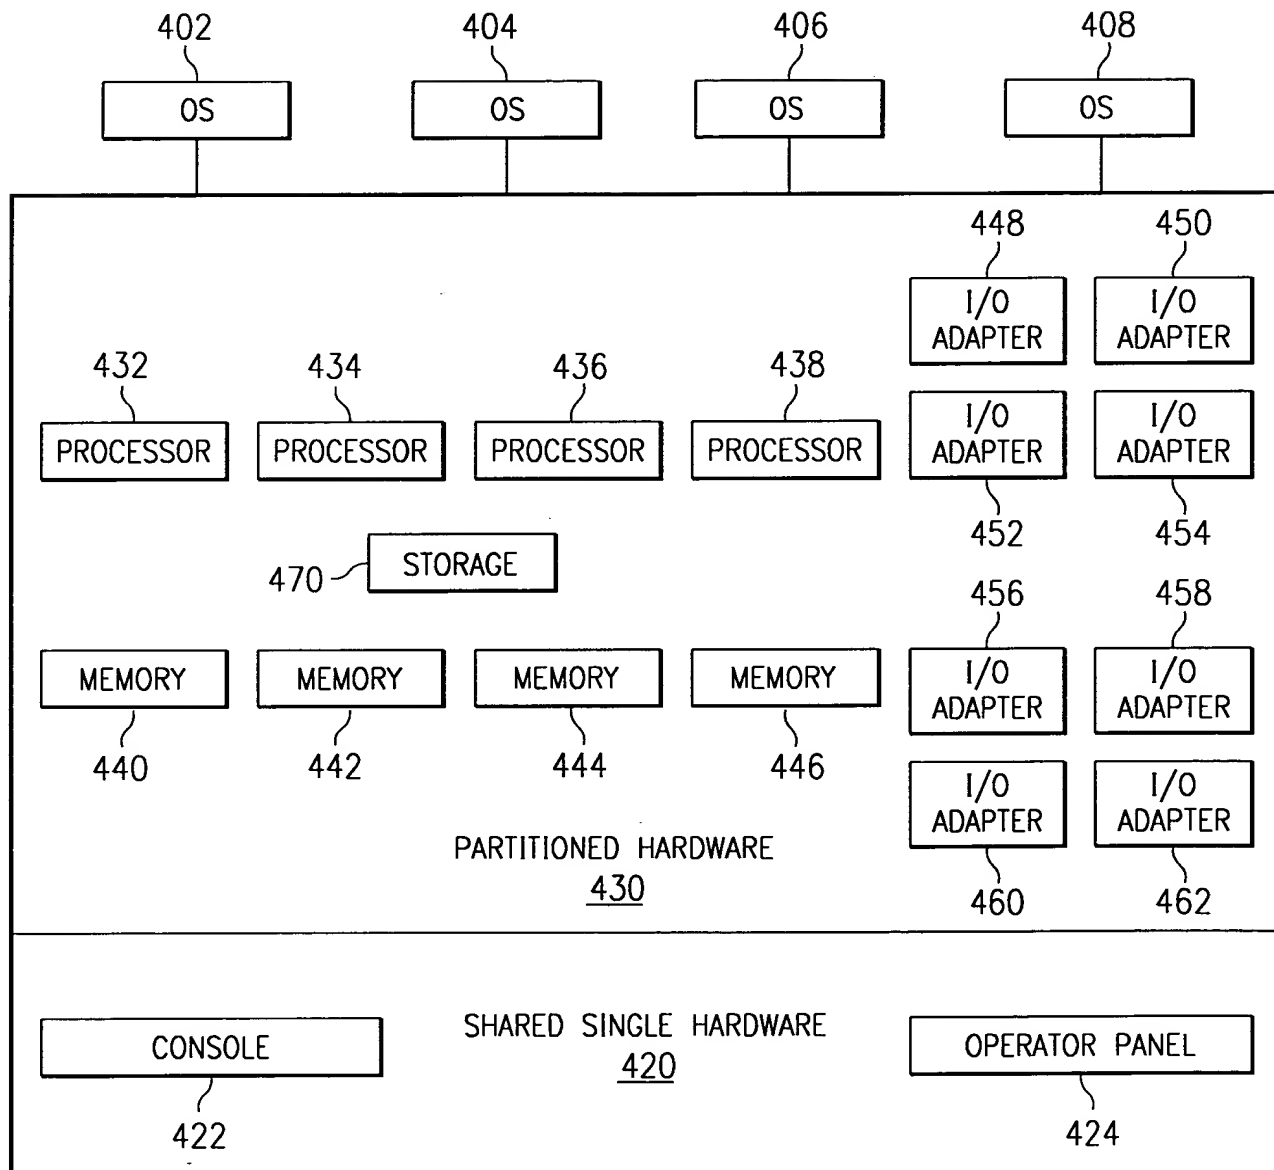 402 404 406 408
OS OS OS OS
448 450
I/O I/O
ADAPTER ADAPTER
432 434 436 438
PROCESSOR PROCESSOR PROCESSOR PROCESSOR
I/O I/O
ADAPTER ADAPTER
452 454
470 STORAGE
456 458
MEMORY MEMORY MEMORY MEMORY
I/O I/O
ADAPTER ADAPTER
440 442 444 446
I/O I/O
ADAPTER ADAPTER
460 462
PARTITIONED HARDWARE
430
CONSOLE
SHARED SINGLE HARDWARE
420
OPERATOR PANEL
422 424